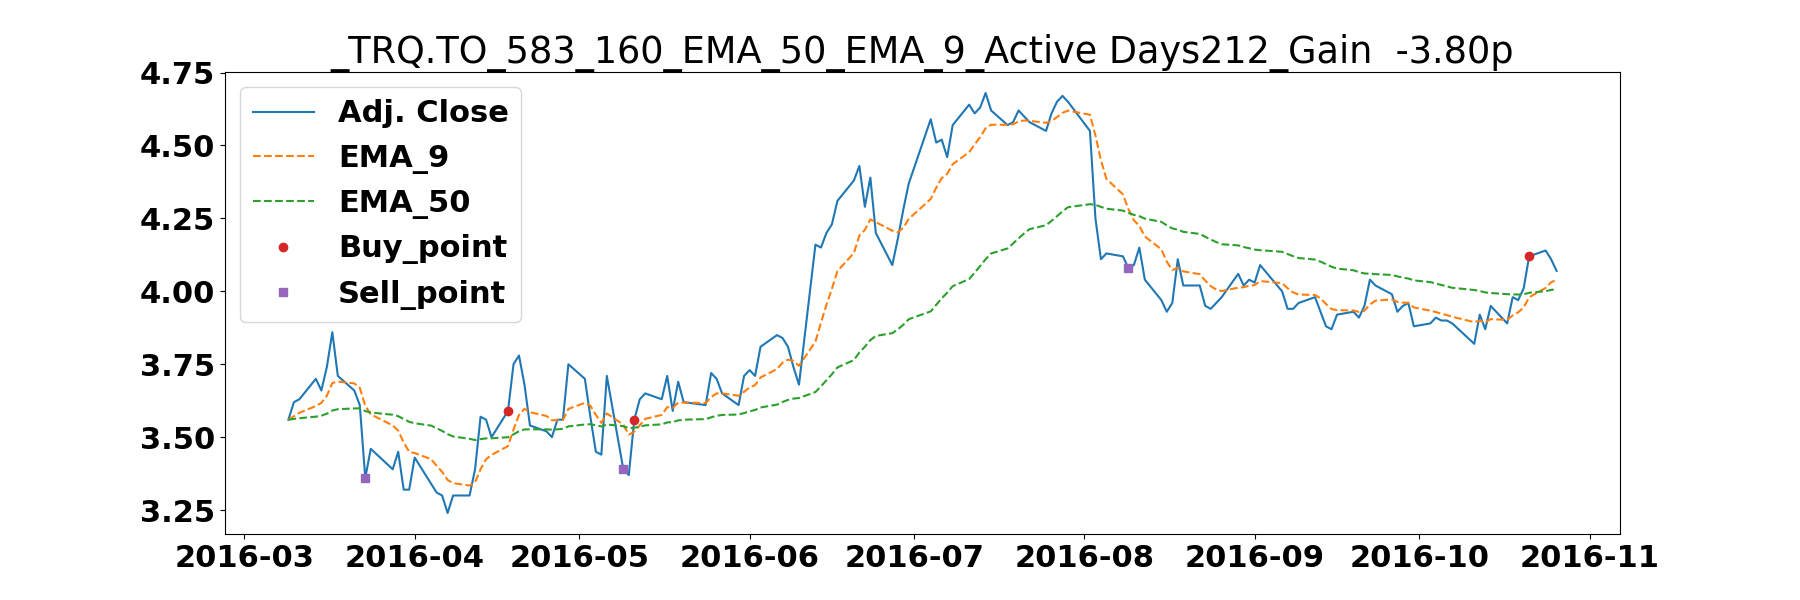 _TRQ.TO_583_160_EMA_50_EMA_9_Active Days212_Gain  -3.80p
4.75
4.50
4.25
4.00
3.75
3.50
3.25
Adj. Close
EMA_9
EMA_50
Buy_point
Sell_point
2016-03 2016-04 2016-05 2016-06 2016-07 2016-08 2016-09 2016-10 2016-11